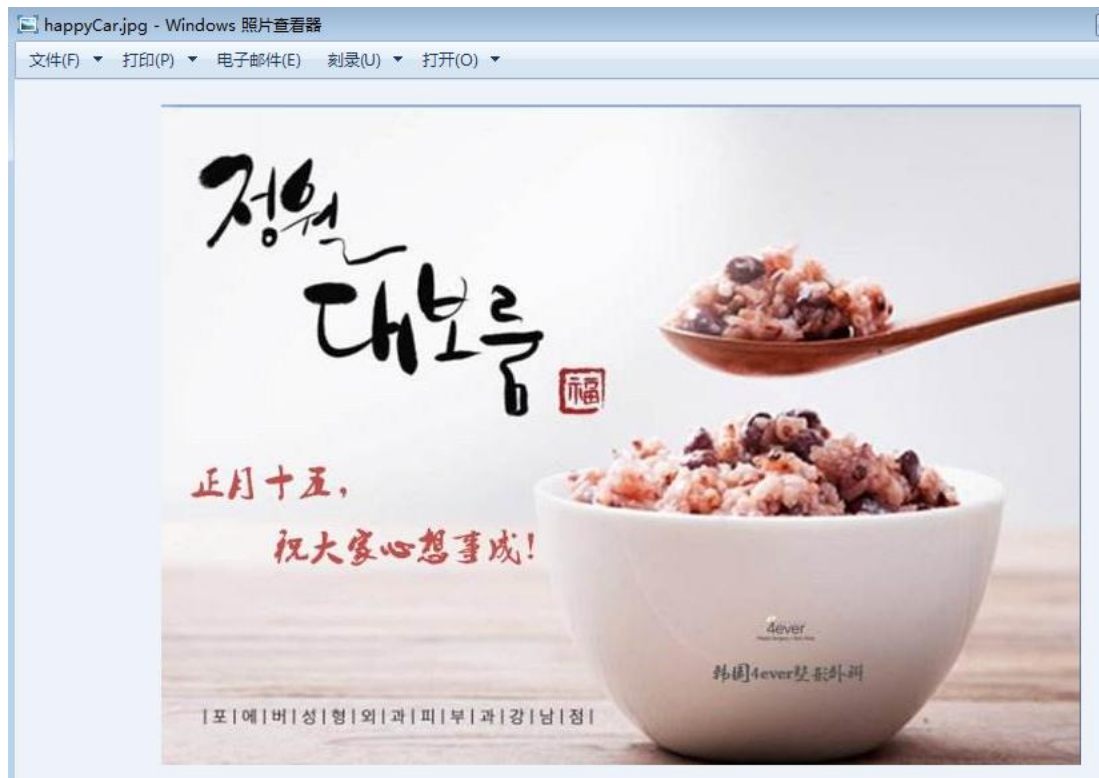 happyCar.jpg - Windows 照片查看器
文件(F) 打印(P) 电子邮件(E) 刻录(U) 打开(O)
정월
대보름
福
正月十五，
祝大家心想事成！
4ever
韩国4ever整形外科
|포|에|버|성|형|외|과|피|부|과|강|남|점|